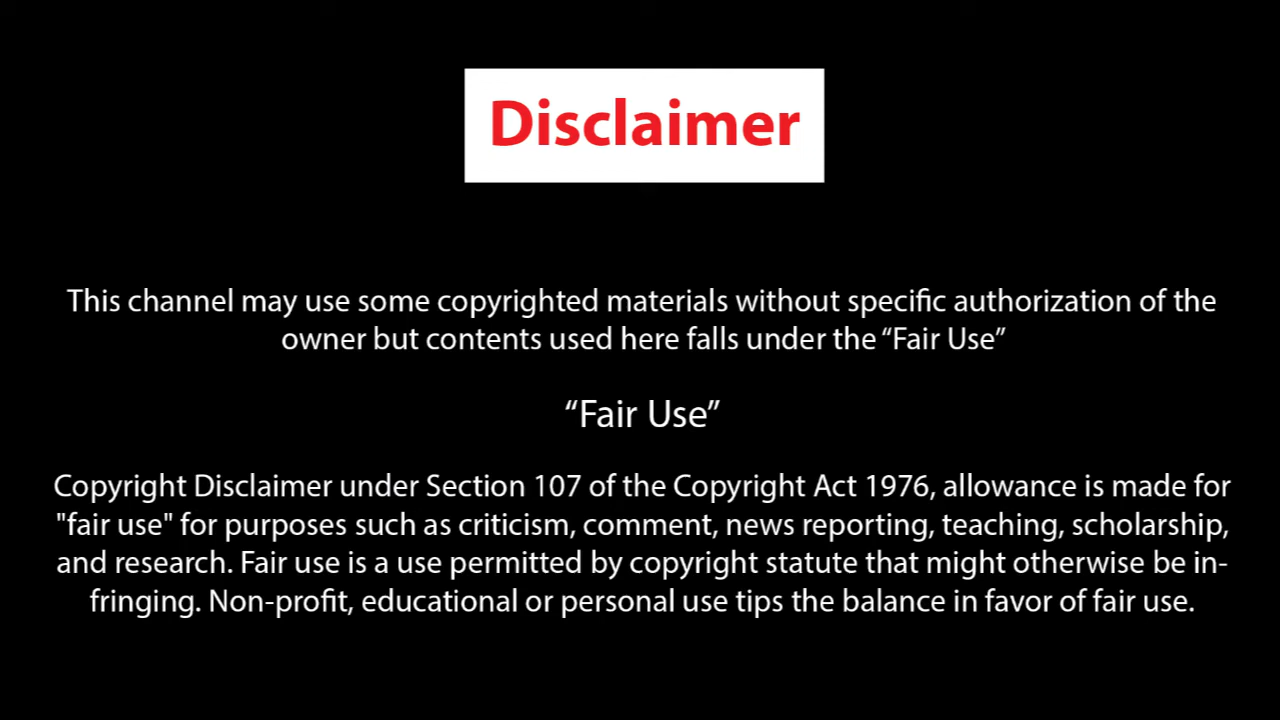 Disclaimer
This channel may use some copyrighted materials without specific authorization of the
owner but contents used here falls under the “Fair Use”
“Fair Use”
Copyright Disclaimer under Section 107 of the Copyright Act 1976, allowance is made for
"fair use" for purposes such as criticism, comment, news reporting, teaching, scholarship,
and research. Fair use is a use permitted by copyright statute that might otherwise be in-
fringing. Non-profit, educational or personal use tips the balance in favor of fair use.